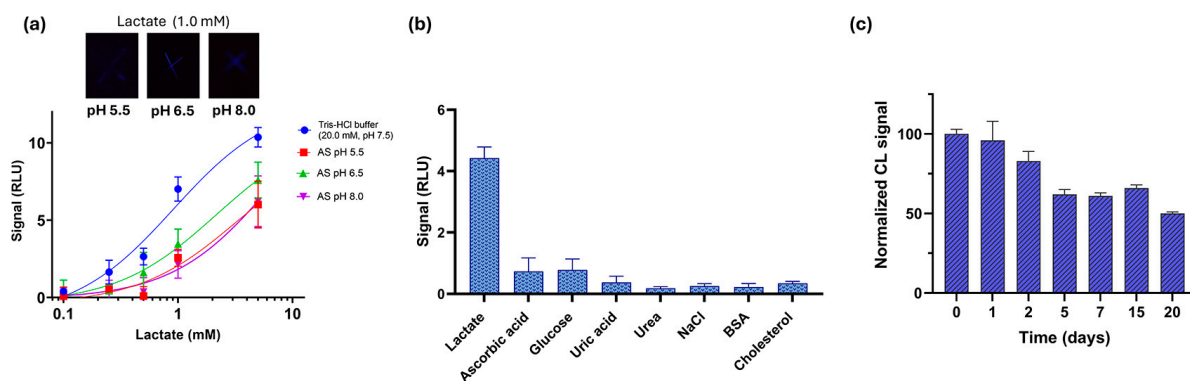 (a)
Lactate (1.0 mM)
pH 5.5 pH 6.5 pH 8.0
Signal (RLU)
10
5
0
0.1 1 10
Lactate (mM)
Tris-HCl buffer
(20.0 mM, pH 7.5)
AS pH 5.5
AS pH 6.5
AS pH 8.0
(b)
Signal (RLU)
6
4
2
0
Lactate
Ascorbic acid
Glucose
Uric acid
Urea
NaCl
BSA
Cholesterol
(c)
Normalized CL signal
100
50
0
0 1 2 5 7 15 20
Time (days)